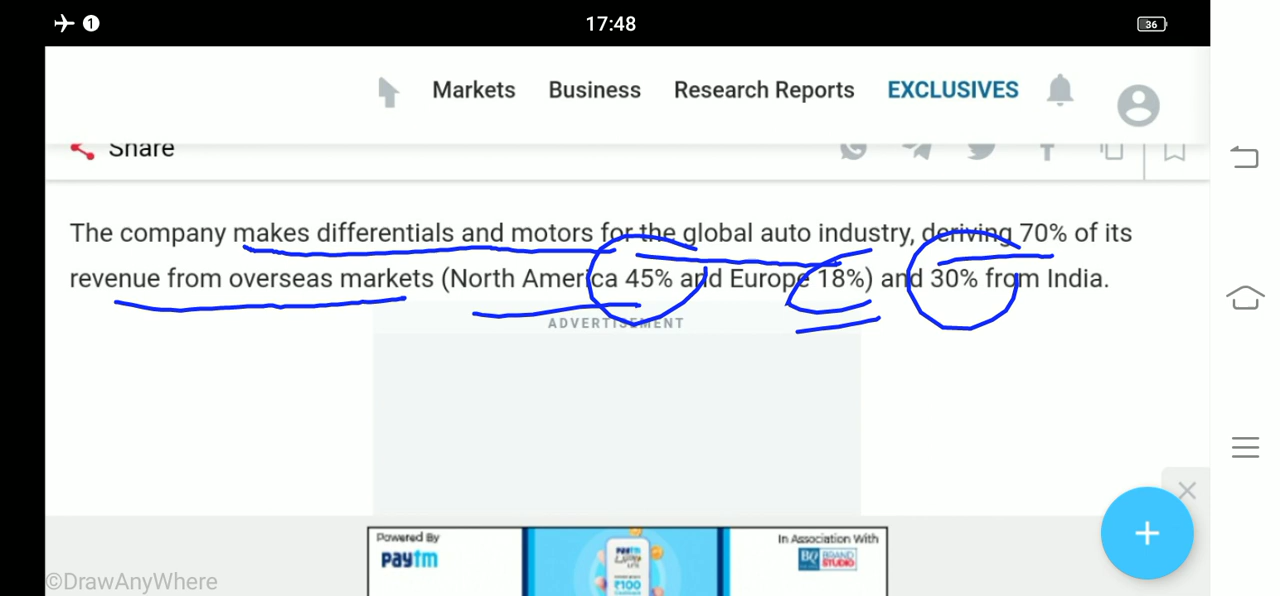 1 17:48 36
Markets Business Research Reports EXCLUSIVES
Share
The company makes differentials and motors for the global auto industry, deriving 70% of its
revenue from overseas markets (North America 45% and Europe 18%) and 30% from India.
ADVERTISEMENT
Powered By
paytm
₹100
In Association With
BQ BRAND
STUDIO
©DrawAnyWhere